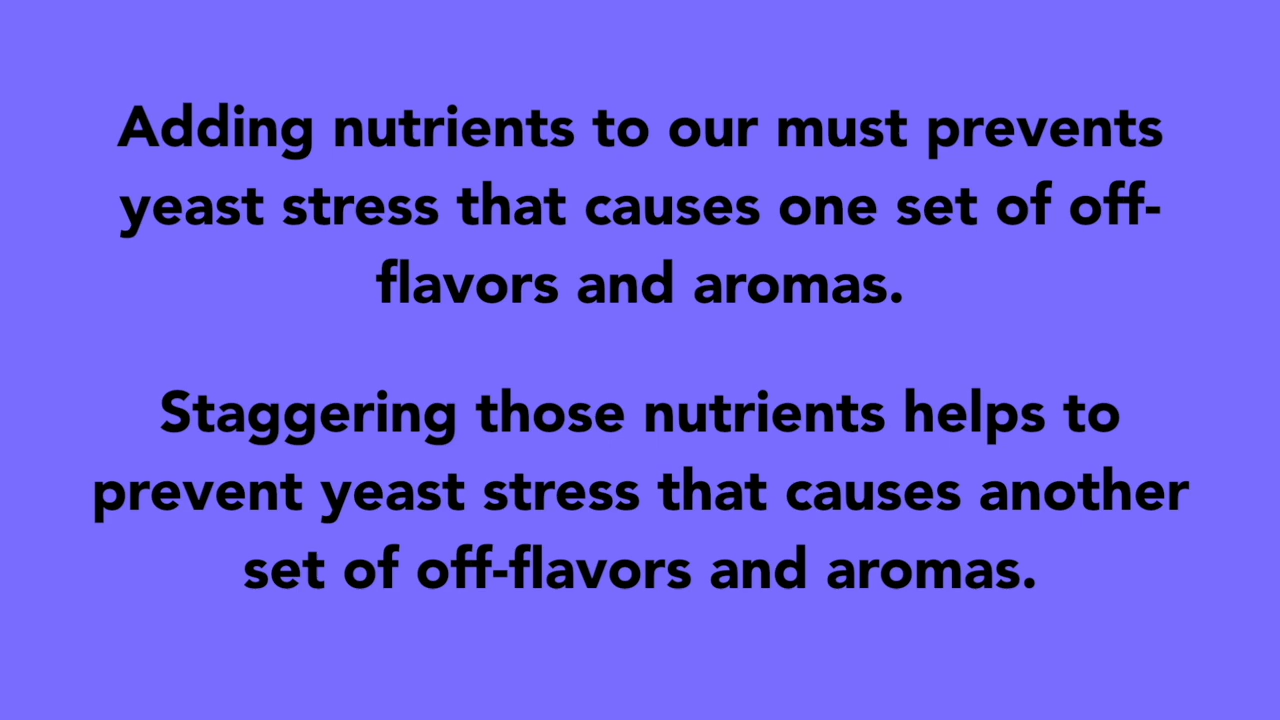 Adding nutrients to our must prevents
yeast stress that causes one set of off-
flavors and aromas.
Staggering those nutrients helps to
prevent yeast stress that causes another
set of off-flavors and aromas.